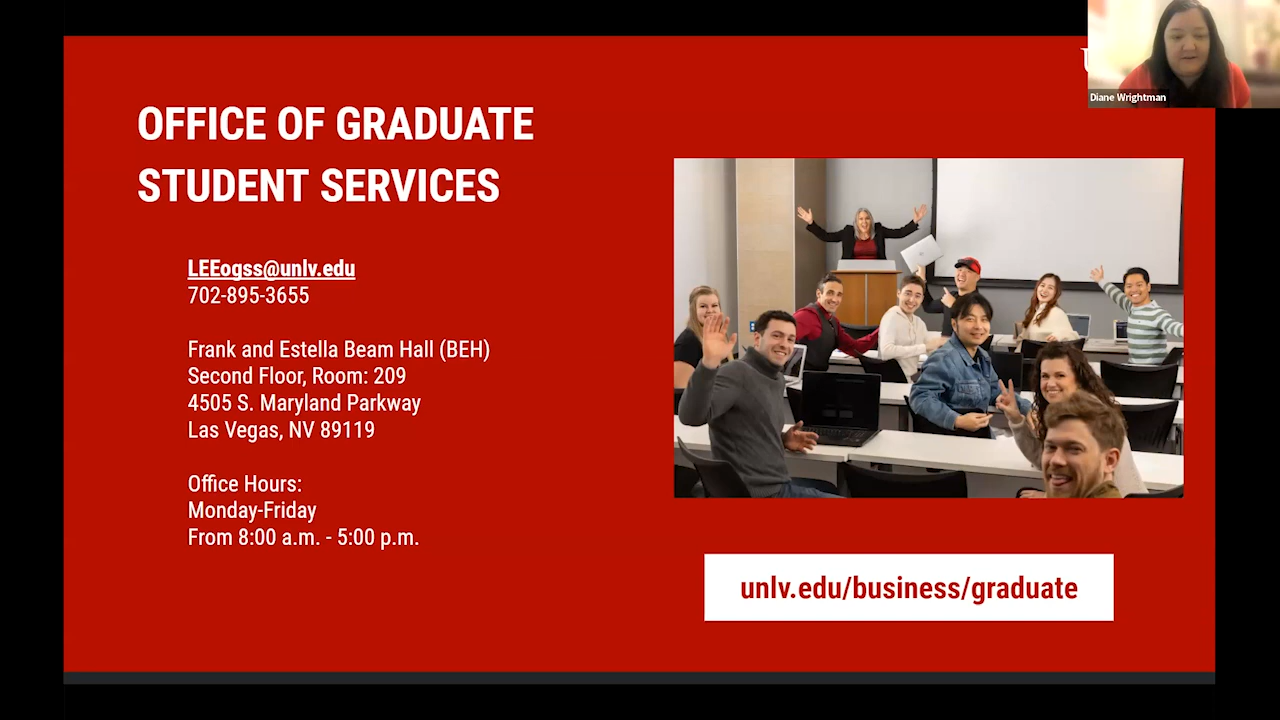 OFFICE OF GRADUATE
STUDENT SERVICES
LEEogss@unlv.edu
702-895-3655
Frank and Estella Beam Hall (BEH)
Second Floor, Room: 209
4505 S. Maryland Parkway
Las Vegas, NV 89119
Office Hours:
Monday-Friday
From 8:00 a.m. - 5:00 p.m.
Diane Wrightman
unlv.edu/business/graduate